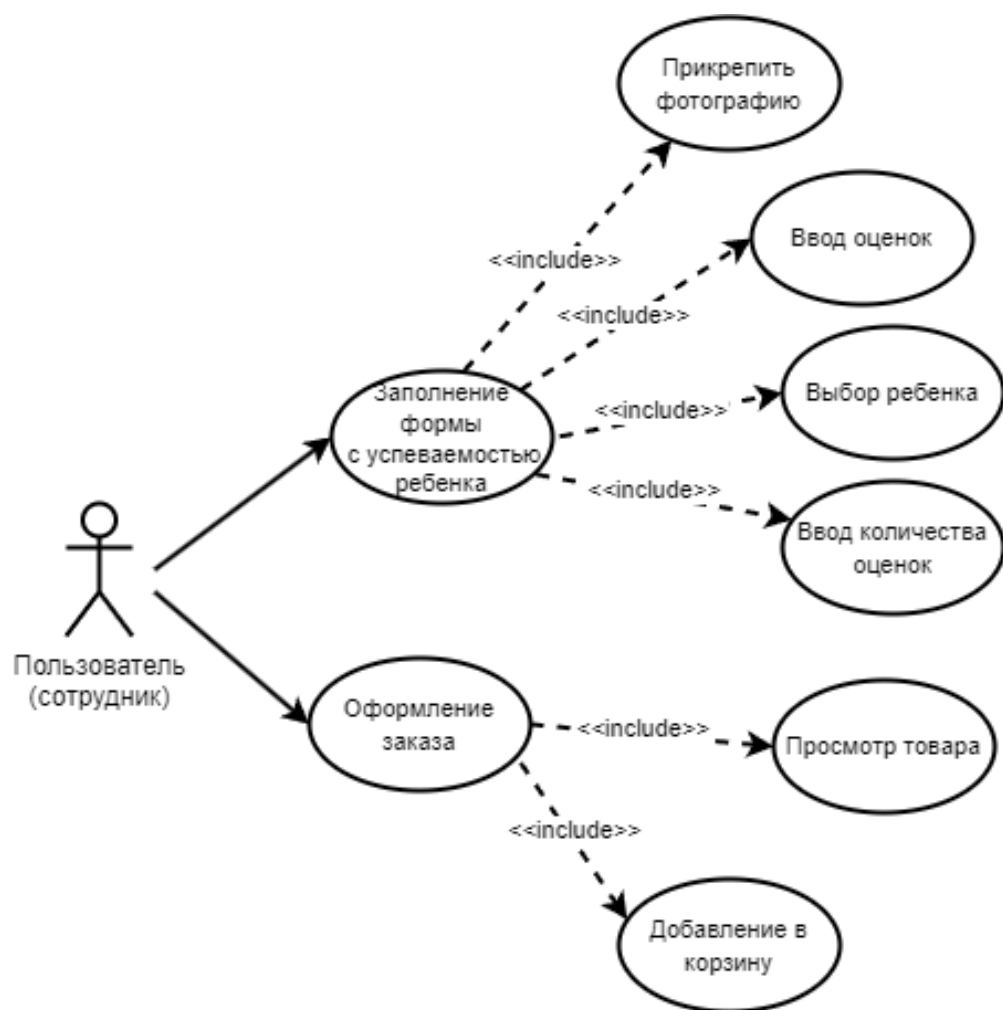 Прикрепить
фотографию
<<include>>
Ввод оценок
<<include>>
Заполнение
формы
с успеваемостью
ребенка
<<include>>
Выбор ребенка
<<include>>
Ввод количества
оценок
Пользователь
(сотрудник)
Оформление
заказа
<<include>>
Просмотр товара
<<include>>
Добавление в
корзину